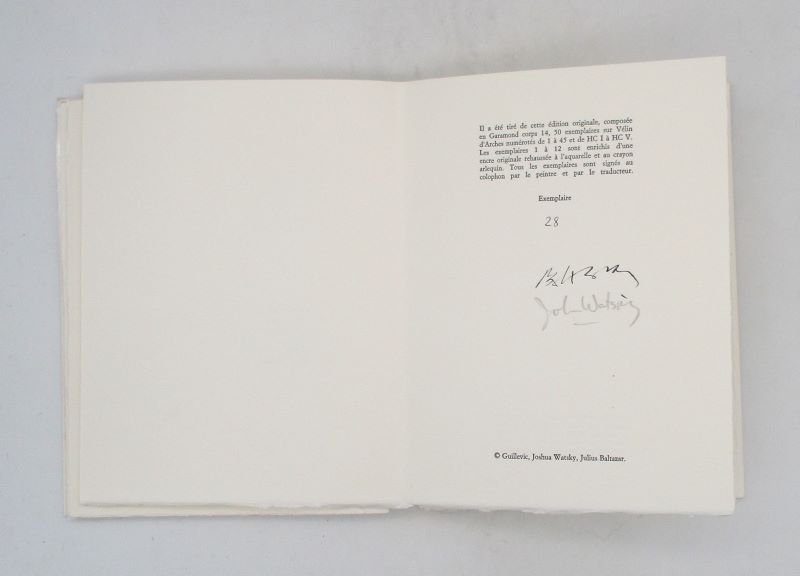 Il a été tiré de cette édition originale, composée
en Garamond corps 14, 50 exemplaires sur Vélin
d'Arches numérotés de 1 à 45 et de HC I à HC V.
Les exemplaires 1 à 12 sont enrichis d'une
encre originale rehaussée à l'aquarelle et au crayon
arlequin. Tous les exemplaires sont signés au
colophon par le peintre et par le traducteur.
Exemplaire
28
John Watsky
© Guillevic, Joshua Watsky, Julius Baltazar.